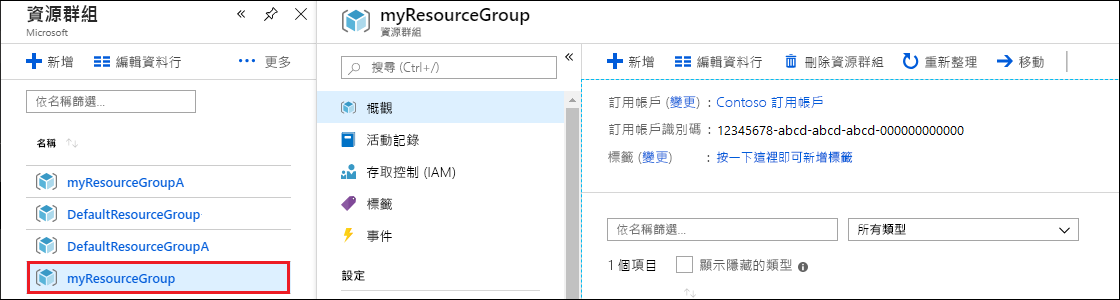 資源群組
Microsoft
新增
編輯資料行
更多
依名稱篩選...
名稱
myResourceGroupA
DefaultResourceGroup
DefaultResourceGroupA
myResourceGroup
myResourceGroup
資源群組
搜尋 (Ctrl+/)
概觀
活動記錄
存取控制 (IAM)
標籤
事件
設定
新增
編輯資料行
刪除資源群組
重新整理
移動
訂用帳戶 (變更) : Contoso 訂用帳戶
訂用帳戶識別碼 : 12345678-abcd-abcd-abcd-000000000000
標籤 (變更) : 按一下這裡即可新增標籤
依名稱篩選...
所有類型
1 個項目
顯示隱藏的類型